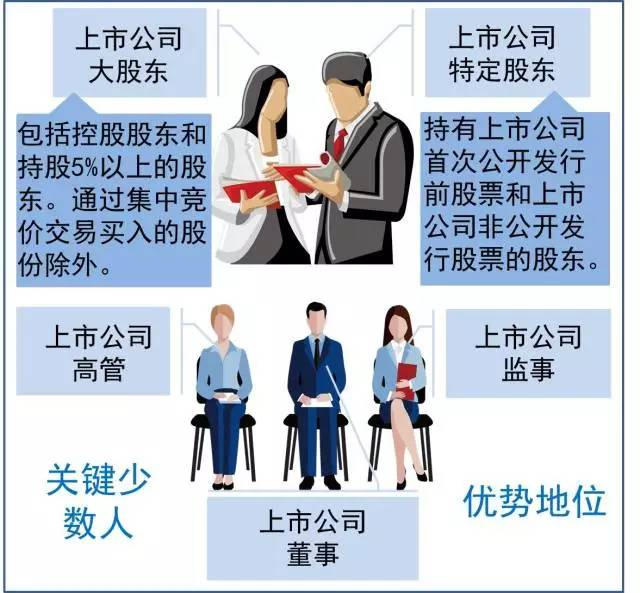 上市公司
大股东
上市公司
特定股东
包括控股股东和
持股5%以上的股
东。通过集中竞
价交易买入的股
份除外。
持有上市公司
首次公开发行
前股票和上市
公司非公开发
行股票的股东。
上市公司
高管
上市公司
监事
关键少
数人
优势地位
上市公司
董事